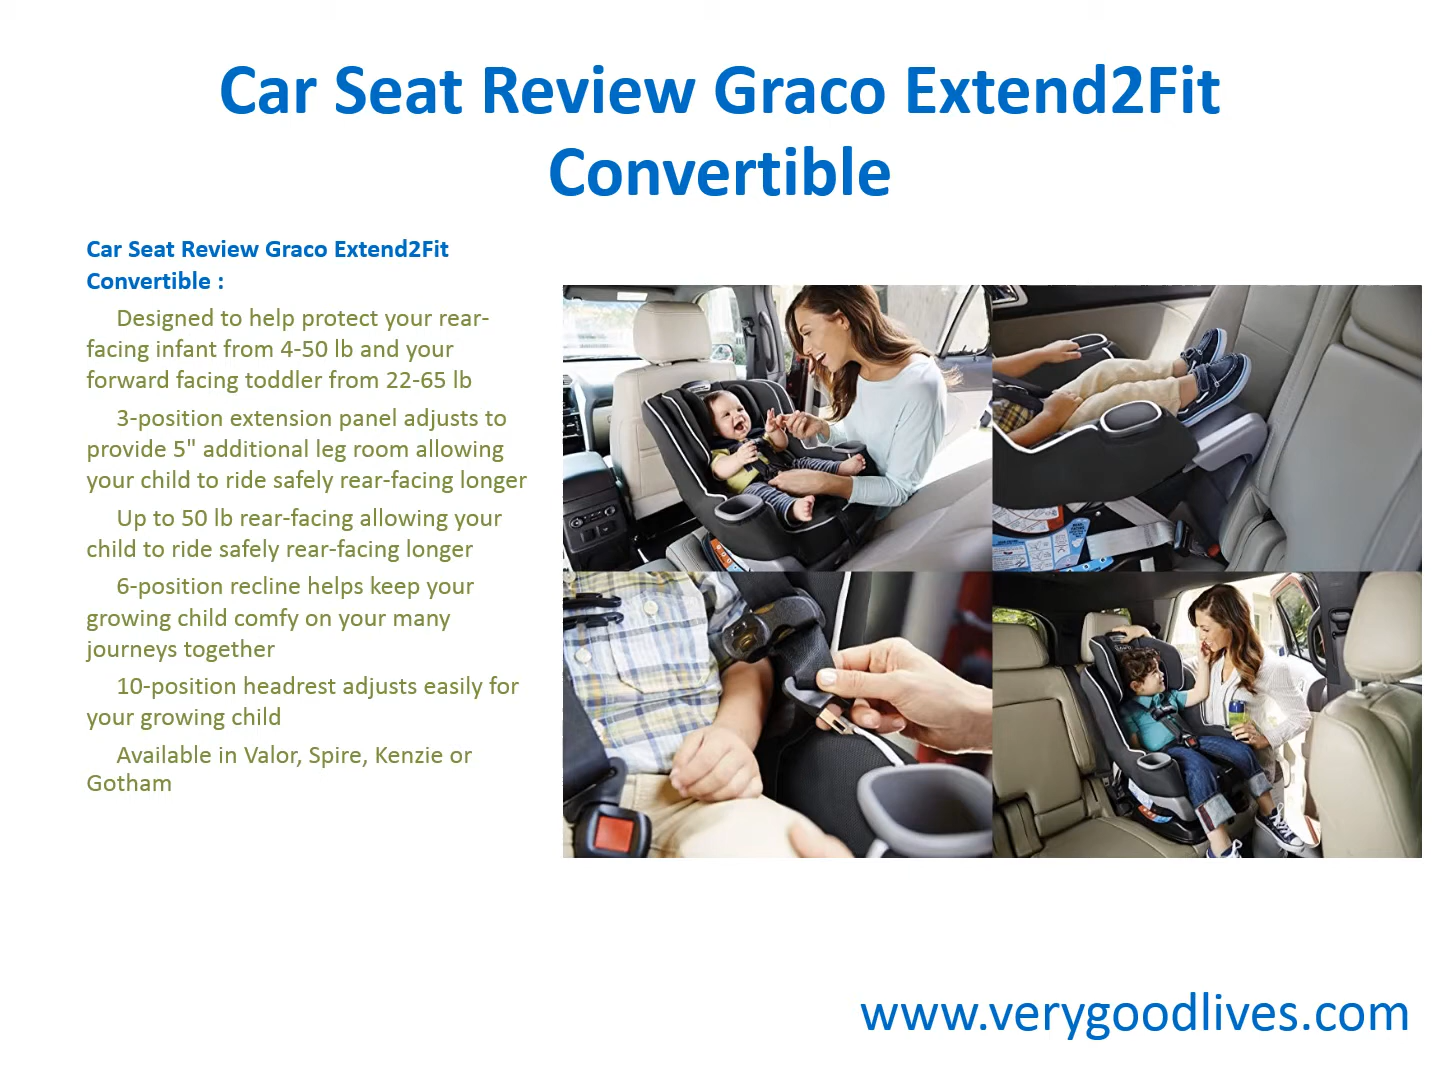 Car Seat Review Graco Extend2Fit
Convertible
Car Seat Review Graco Extend2Fit
Convertible :
Designed to help protect your rear-
facing infant from 4-50 lb and your
forward facing toddler from 22-65 lb
3-position extension panel adjusts to
provide 5" additional leg room allowing
your child to ride safely rear-facing longer
Up to 50 lb rear-facing allowing your
child to ride safely rear-facing longer
6-position recline helps keep your
growing child comfy on your many
journeys together
10-position headrest adjusts easily for
your growing child
Available in Valor, Spire, Kenzie or
Gotham
www.verygoodlives.com